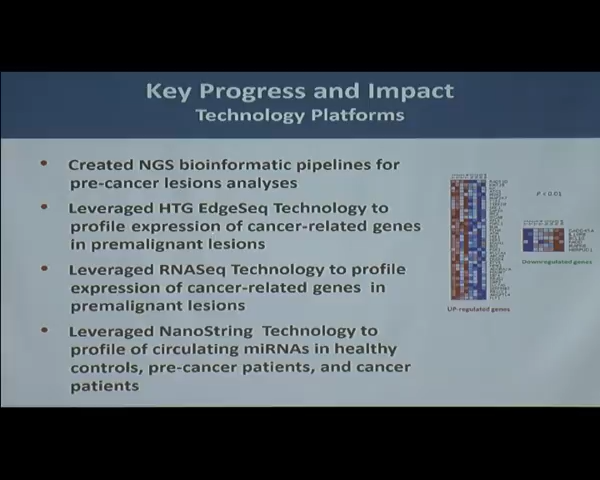 Key Progress and Impact
Technology Platforms
• Created NGS bioinformatic pipelines for
pre-cancer lesions analyses
• Leveraged HTG EdgeSeq Technology to
profile expression of cancer-related genes
in premalignant lesions
• Leveraged RNASeq Technology to profile
expression of cancer-related genes in
premalignant lesions
• Leveraged NanoString Technology to
profile of circulating miRNAs in healthy
controls, pre-cancer patients, and cancer
patients
P < 0.01
UP-regulated genes
Downregulated genes